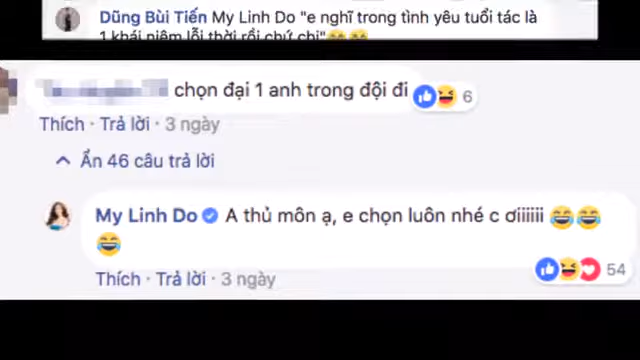 Dũng Bùi Tiến My Linh Do "e nghĩ trong tình yêu tuổi tác là
1 khái niệm lỗi thời rồi chứ chị"
chọn đại 1 anh trong đội đi
6
Thích · Trả lời · 3 ngày
Ẩn 46 câu trả lời
My Linh Do A thủ môn ạ, e chọn luôn nhé c ơiiiiiii 😂😂
😂
54
Thích · Trả lời · 3 ngày